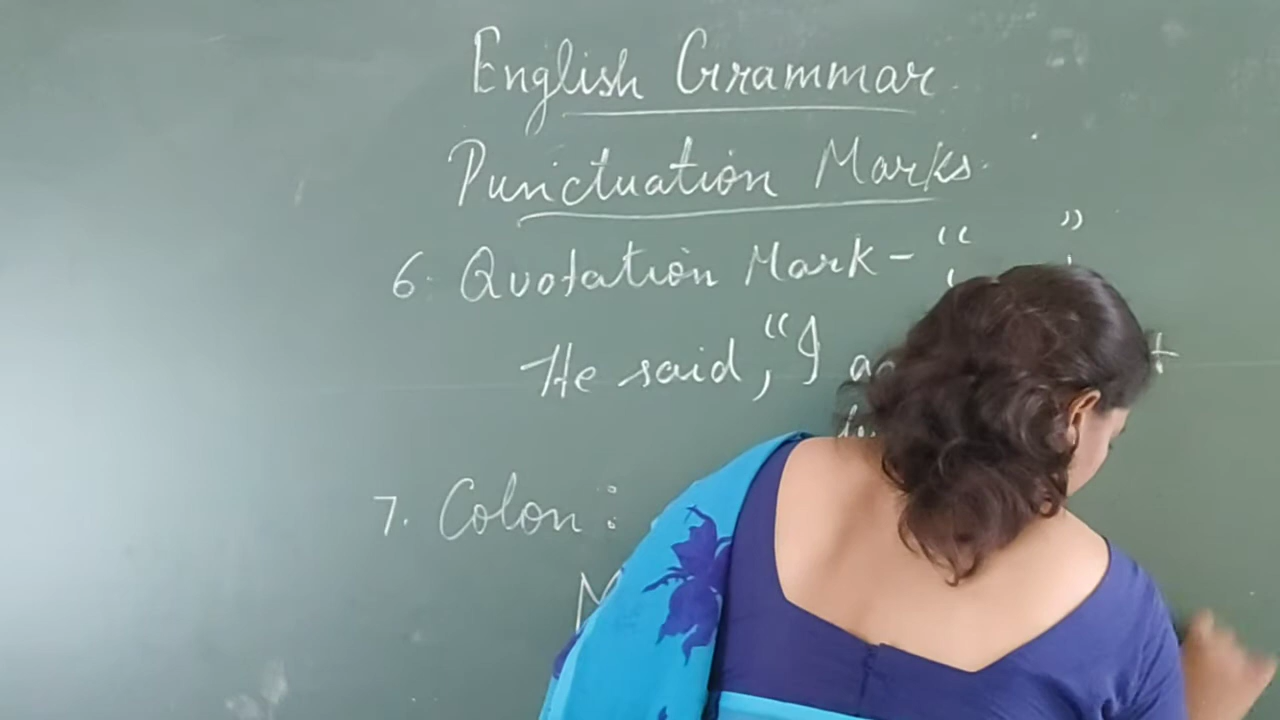 English Grammar
Punctuation Marks.
6. Quotation Mark - “ ”
He said, “I
7. Colon :